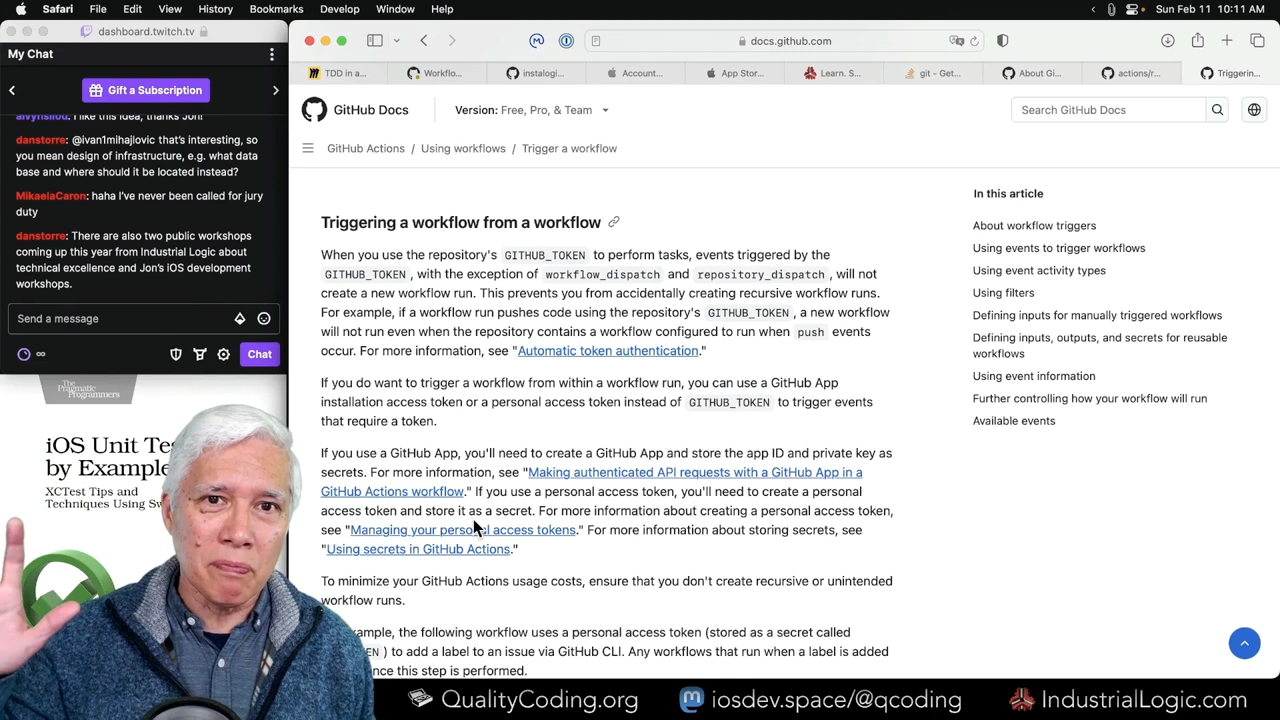 Safari File Edit View History Bookmarks Develop Window Help
Sun Feb 11 10:11 AM
dashboard.twitch.tv
My Chat
Gift a Subscription
alvynsilou: I like this idea, thanks Jon!
danstorre: @ivan1mihajlovic that's interesting, so
you mean design of infrastructure, e.g. what data
base and where should it be located instead?
MikaelaCaron: haha I've never been called for jury
duty
danstorre: There are also two public workshops
coming up this year from Industrial Logic about
technical excellence and Jon's iOS development
workshops.
Send a message
Chat
The
Pragmatic
Programmers
iOS Unit Tes
by Example
XCTest Tips and
Techniques Using Sw
docs.github.com
TDD in a...
Workflo...
instalogi...
Account...
App Stor...
Learn. S...
git - Get...
About Gi...
actions/r...
Triggerin...
GitHub Docs
Version: Free, Pro, & Team
Search GitHub Docs
GitHub Actions / Using workflows / Trigger a workflow
Triggering a workflow from a workflow
When you use the repository's GITHUB_TOKEN to perform tasks, events triggered by the
GITHUB_TOKEN, with the exception of workflow_dispatch and repository_dispatch, will not
create a new workflow run. This prevents you from accidentally creating recursive workflow runs.
For example, if a workflow run pushes code using the repository's GITHUB_TOKEN, a new workflow
will not run even when the repository contains a workflow configured to run when push events
occur. For more information, see "Automatic token authentication."
If you do want to trigger a workflow from within a workflow run, you can use a GitHub App
installation access token or a personal access token instead of GITHUB_TOKEN to trigger events
that require a token.
If you use a GitHub App, you'll need to create a GitHub App and store the app ID and private key as
secrets. For more information, see "Making authenticated API requests with a GitHub App in a
GitHub Actions workflow." If you use a personal access token, you'll need to create a personal
access token and store it as a secret. For more information about creating a personal access token,
see "Managing your personal access tokens." For more information about storing secrets, see
"Using secrets in GitHub Actions."
To minimize your GitHub Actions usage costs, ensure that you don't create recursive or unintended
workflow runs.
ample, the following workflow uses a personal access token (stored as a secret called
EN ) to add a label to an issue via GitHub CLI. Any workflows that run when a label is added
nce this step is performed.
In this article
About workflow triggers
Using events to trigger workflows
Using event activity types
Using filters
Defining inputs for manually triggered workflows
Defining inputs, outputs, and secrets for reusable
workflows
Using event information
Further controlling how your workflow will run
Available events
QualityCoding.org
iosdev.space/@qcoding
IndustrialLogic.com